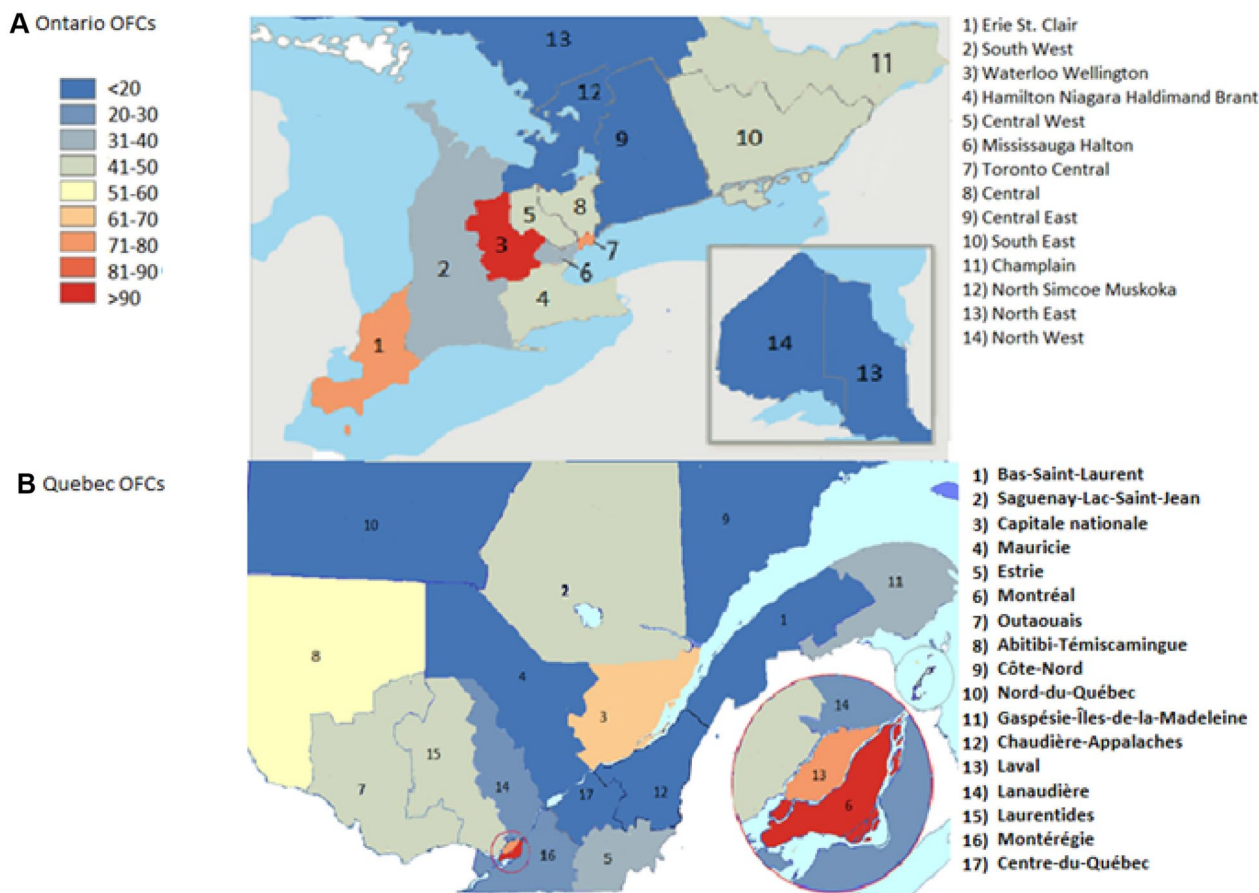 A Ontario OFCs
<20
20-30
31-40
41-50
51-60
61-70
71-80
81-90
>90
13
12
11
9
10
5
8
3
7
6
2
4
1
14
13
1) Erie St. Clair
2) South West
3) Waterloo Wellington
4) Hamilton Niagara Haldimand Brant
5) Central West
6) Mississauga Halton
7) Toronto Central
8) Central
9) Central East
10) South East
11) Champlain
12) North Simcoe Muskoka
13) North East
14) North West
B Quebec OFCs
10
9
2
11
1
8
4
3
15
7
14
17
12
16
5
14
13
6
1) Bas-Saint-Laurent
2) Saguenay-Lac-Saint-Jean
3) Capitale nationale
4) Mauricie
5) Estrie
6) Montréal
7) Outaouais
8) Abitibi-Témiscamingue
9) Côte-Nord
10) Nord-du-Québec
11) Gaspésie-Îles-de-la-Madeleine
12) Chaudière-Appalaches
13) Laval
14) Lanaudière
15) Laurentides
16) Montérégie
17) Centre-du-Québec